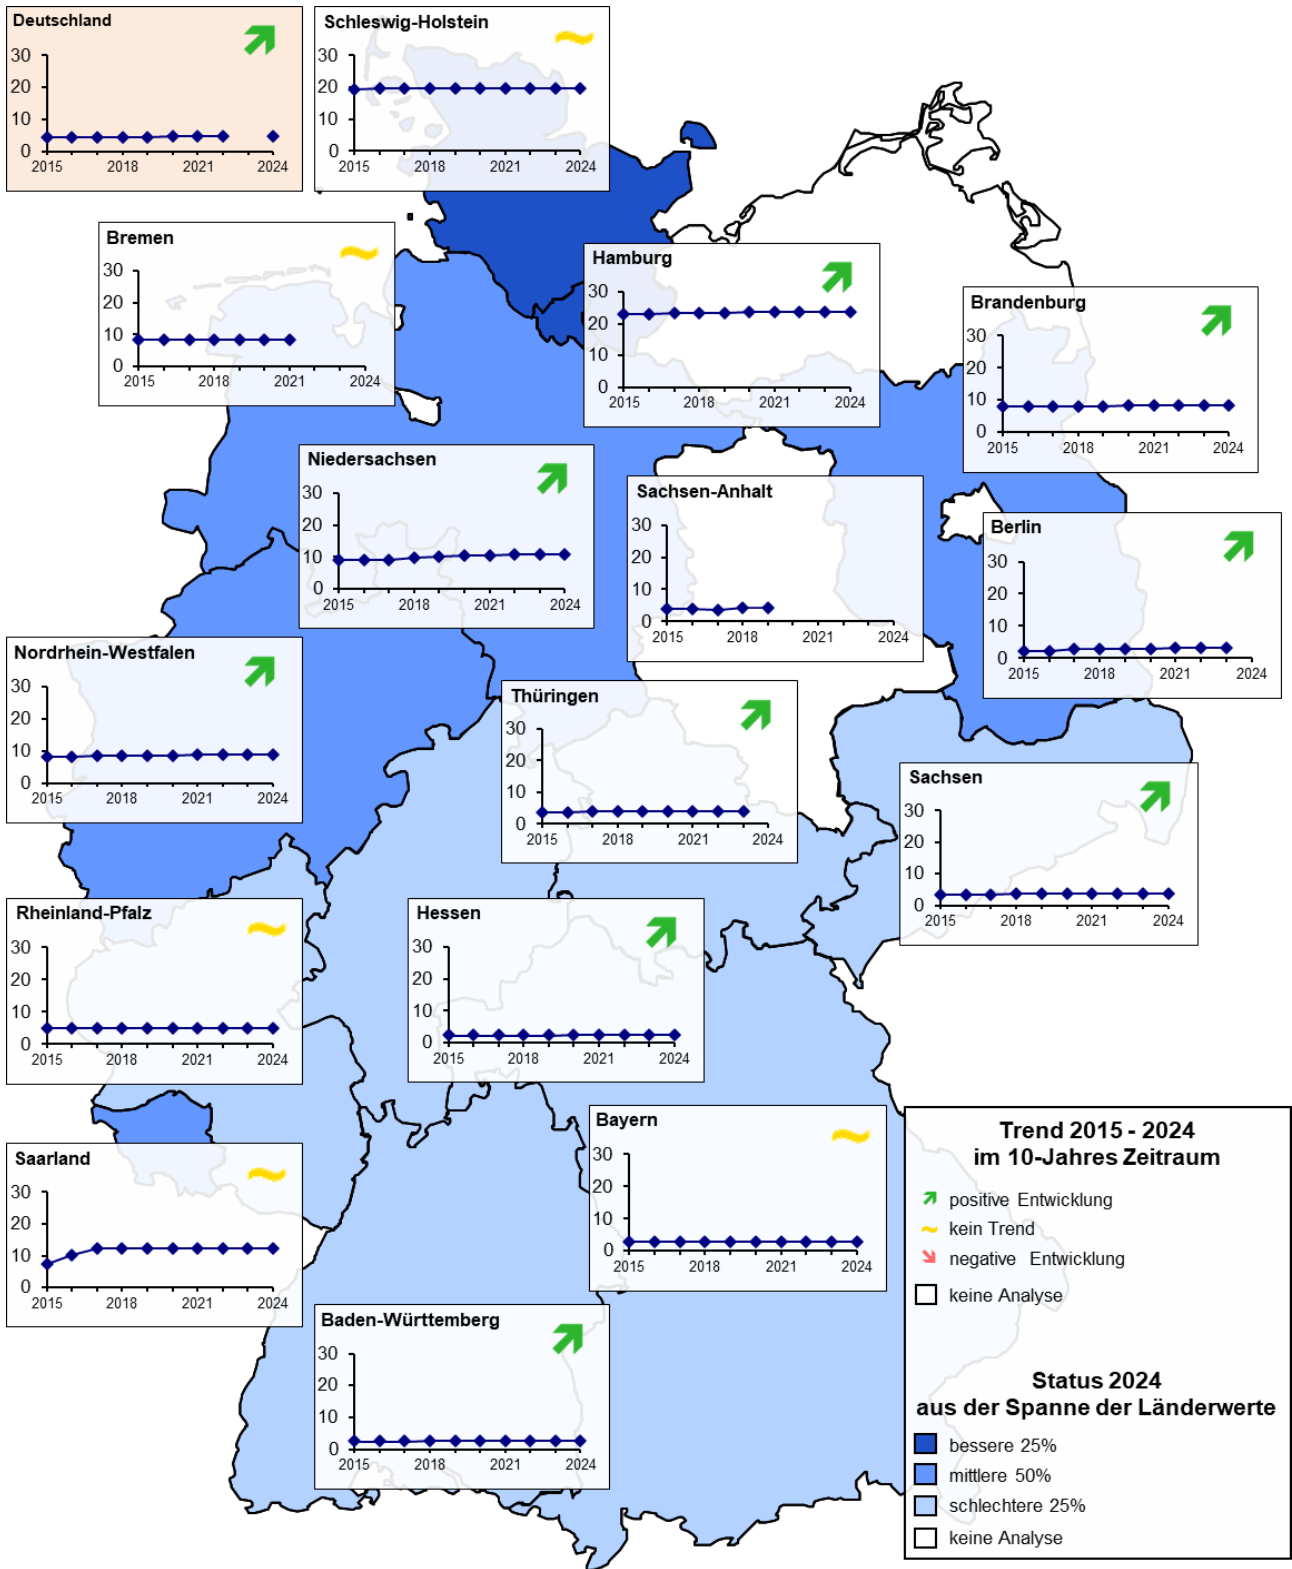 Deutschland
30
20
10
0
2015 2018 2021 2024
Schleswig-Holstein
30
20
10
0
2015 2018 2021 2024
Bremen
30
20
10
0
2015 2018 2021 2024
Hamburg
30
20
10
0
2015 2018 2021 2024
Brandenburg
30
20
10
0
2015 2018 2021 2024
Niedersachsen
30
20
10
0
2015 2018 2021 2024
Sachsen-Anhalt
30
20
10
0
2015 2018 2021 2024
Berlin
30
20
10
0
2015 2018 2021 2024
Nordrhein-Westfalen
30
20
10
0
2015 2018 2021 2024
Thüringen
30
20
10
0
2015 2018 2021 2024
Sachsen
30
20
10
0
2015 2018 2021 2024
Rheinland-Pfalz
30
20
10
0
2015 2018 2021 2024
Hessen
30
20
10
0
2015 2018 2021 2024
Saarland
30
20
10
0
2015 2018 2021 2024
Bayern
30
20
10
0
2015 2018 2021 2024
Baden-Württemberg
30
20
10
0
2015 2018 2021 2024
Trend 2015 - 2024
im 10-Jahres Zeitraum
positive Entwicklung
kein Trend
negative Entwicklung
keine Analyse
Status 2024
aus der Spanne der Länderwerte
bessere 25%
mittlere 50%
schlechtere 25%
keine Analyse